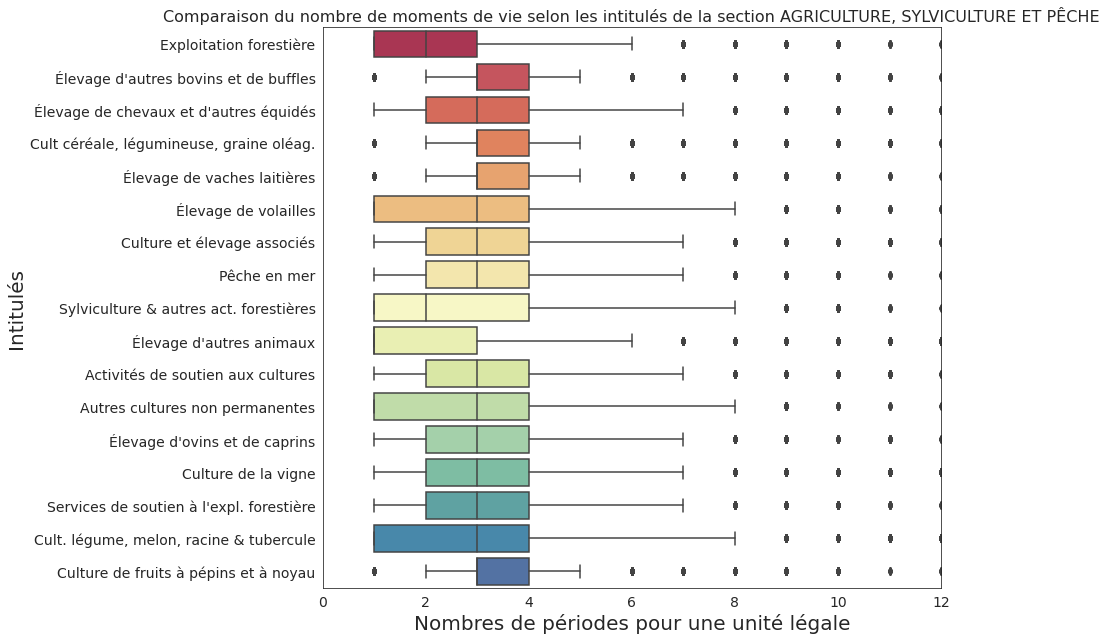 Comparaison du nombre de moments de vie selon les intitulés de la section AGRICULTURE, SYLVICULTURE ET PÊCHE
Exploitation forestière
Élevage d'autres bovins et de buffles
Élevage de chevaux et d'autres équidés
Cult céréale, légumineuse, graine oléag.
Élevage de vaches laitières
Élevage de volailles
Culture et élevage associés
Pêche en mer
Sylviculture & autres act. forestières
Élevage d'autres animaux
Activités de soutien aux cultures
Autres cultures non permanentes
Élevage d'ovins et de caprins
Culture de la vigne
Services de soutien à l'expl. forestière
Cult. légume, melon, racine & tubercule
Culture de fruits à pépins et à noyau
Intitulés
0 2 4 6 8 10 12
Nombres de périodes pour une unité légale